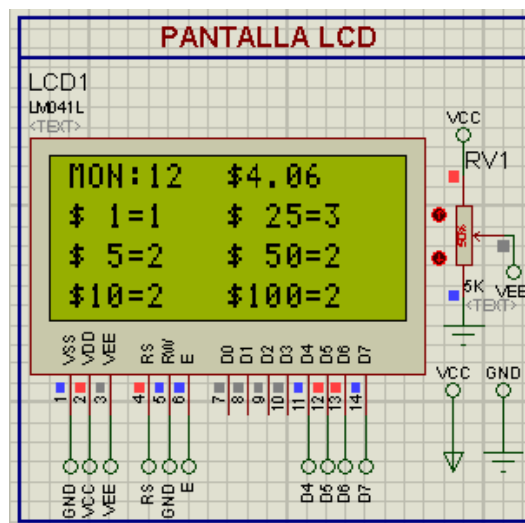 PANTALLA LCD
LCD1
LM041L
<TEXT>
MON:12 $4.06
$ 1=1 $ 25=3
$ 5=2 $ 50=2
$10=2 $100=2
VSS VDD VEE RS RW E D0 D1 D2 D3 D4 D5 D6 D7
1 2 3 4 5 6 7 8 9 10 11 12 13 14
GND VCC VEE RS GND E D4 D5 D6 D7
VCC
RV1
50%
5K
<TEXT>
VEE
VCC GND